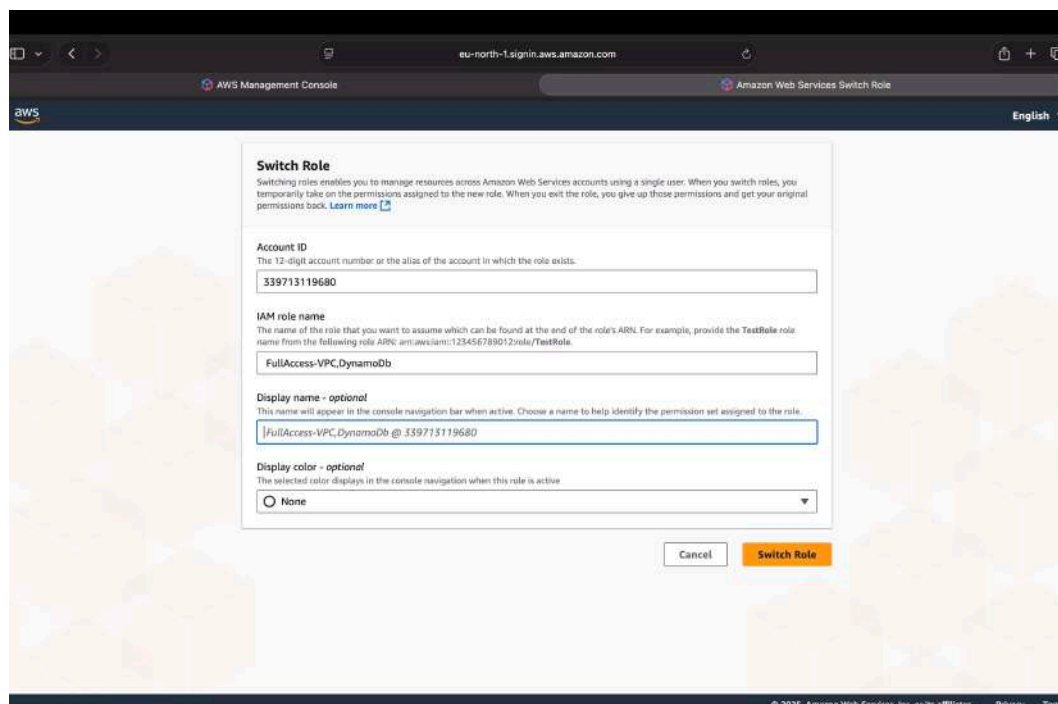 eu-north-1.signin.aws.amazon.com
AWS Management Console
Amazon Web Services Switch Role
aws
English
Switch Role
Switching roles enables you to manage resources across Amazon Web Services accounts using a single user. When you switch roles, you
temporarily take on the permissions assigned to the new role. When you exit the role, you give up those permissions and get your original
permissions back. Learn more
Account ID
The 12-digit account number or the alias of the account in which the role exists.
339713119680
IAM role name
The name of the role that you want to assume which can be found at the end of the role's ARN. For example, provide the TestRole role
name from the following role ARN: arn:aws:iam::123456789012:role/TestRole.
FullAccess-VPC,DynamoDb
Display name - optional
This name will appear in the console navigation bar when active. Choose a name to help identify the permission set assigned to the role.
FullAccess-VPC,DynamoDb @ 339713119680
Display color - optional
The selected color displays in the console navigation when this role is active
None
Cancel
Switch Role
Amazon Web Services, Inc. or its affiliates.
Privacy